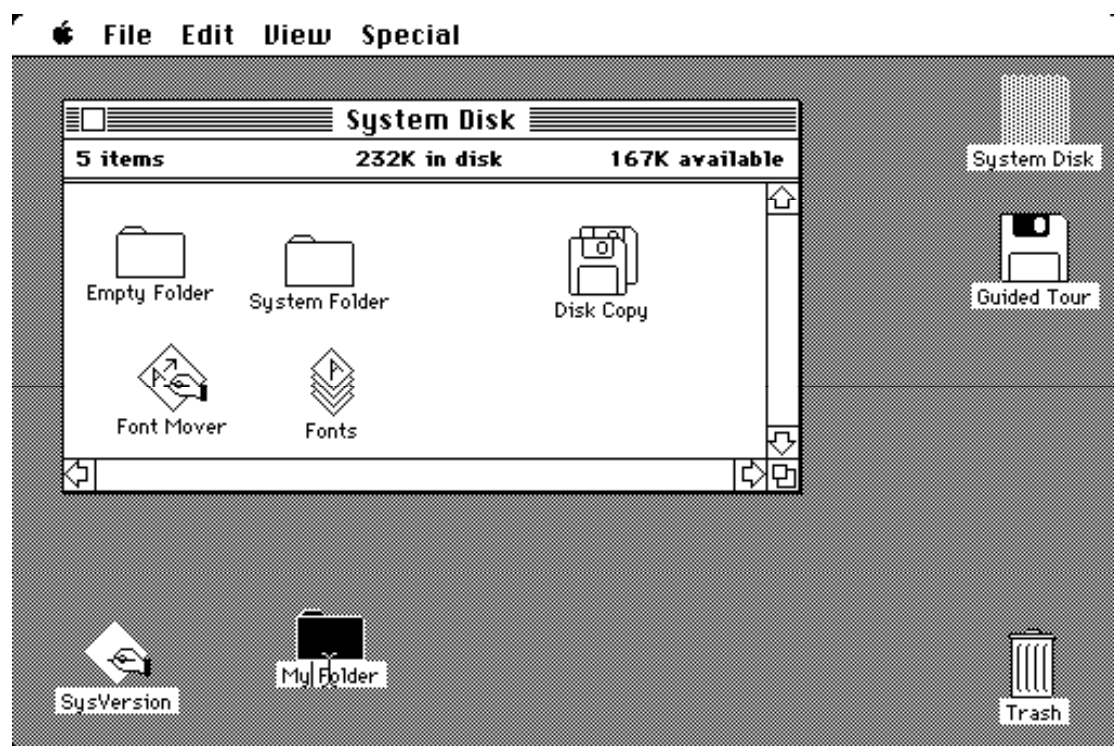 File Edit View Special
System Disk
5 items 232K in disk 167K available
System Disk
Empty Folder
System Folder
Disk Copy
Guided Tour
Font Mover
Fonts
My Folder
SysVersion
Trash